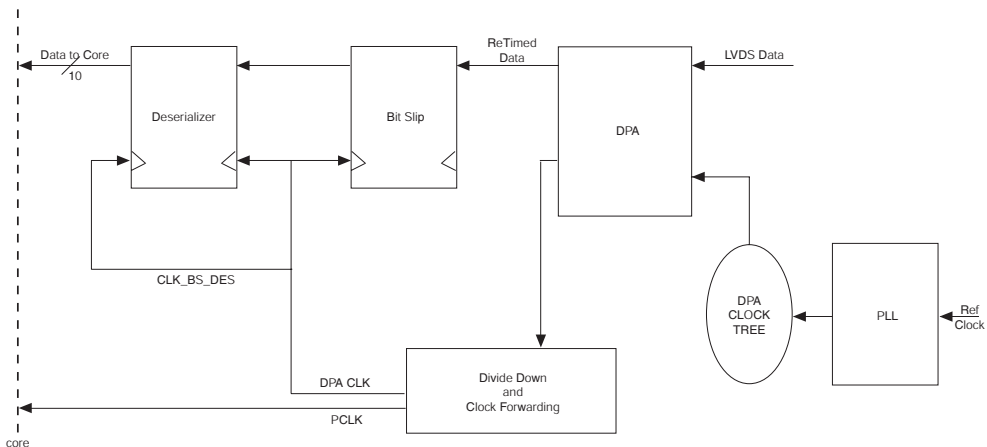 Data to Core
10
Deserializer
Bit Slip
ReTimed
Data
DPA
LVDS Data
CLK_BS_DES
DPA
CLOCK
TREE
PLL
Ref
Clock
DPA CLK
PCLK
Divide Down
and
Clock Forwarding
core